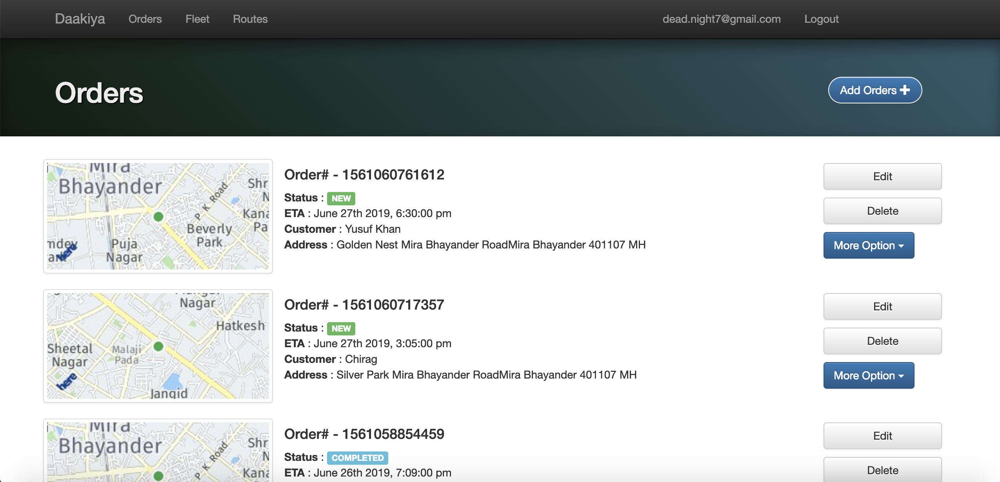 Daakiya Orders Fleet Routes dead.night7@gmail.com Logout
Orders
Add Orders
Mira
Bhayander
Shr
N
P K Road
Kana
Pa
Beverly
Park
Puja
Nagar
mdev
ark
here
Order# - 1561060761612
Status : NEW
ETA : June 27th 2019, 6:30:00 pm
Customer : Yusuf Khan
Address : Golden Nest Mira Bhayander RoadMira Bhayander 401107 MH
Edit
Delete
More Option
Nagar
Hatkesh
Sheetal
Nagar
Malaji
Pada
here
Jangid
Order# - 1561060717357
Status : NEW
ETA : June 27th 2019, 3:05:00 pm
Customer : Chirag
Address : Silver Park Mira Bhayander RoadMira Bhayander 401107 MH
Edit
Delete
More Option
Mira
Bhayander
Shr
N
P K Road
Kana
Order# - 1561058854459
Status : COMPLETED
ETA : June 26th 2019, 7:09:00 pm
Edit
Delete